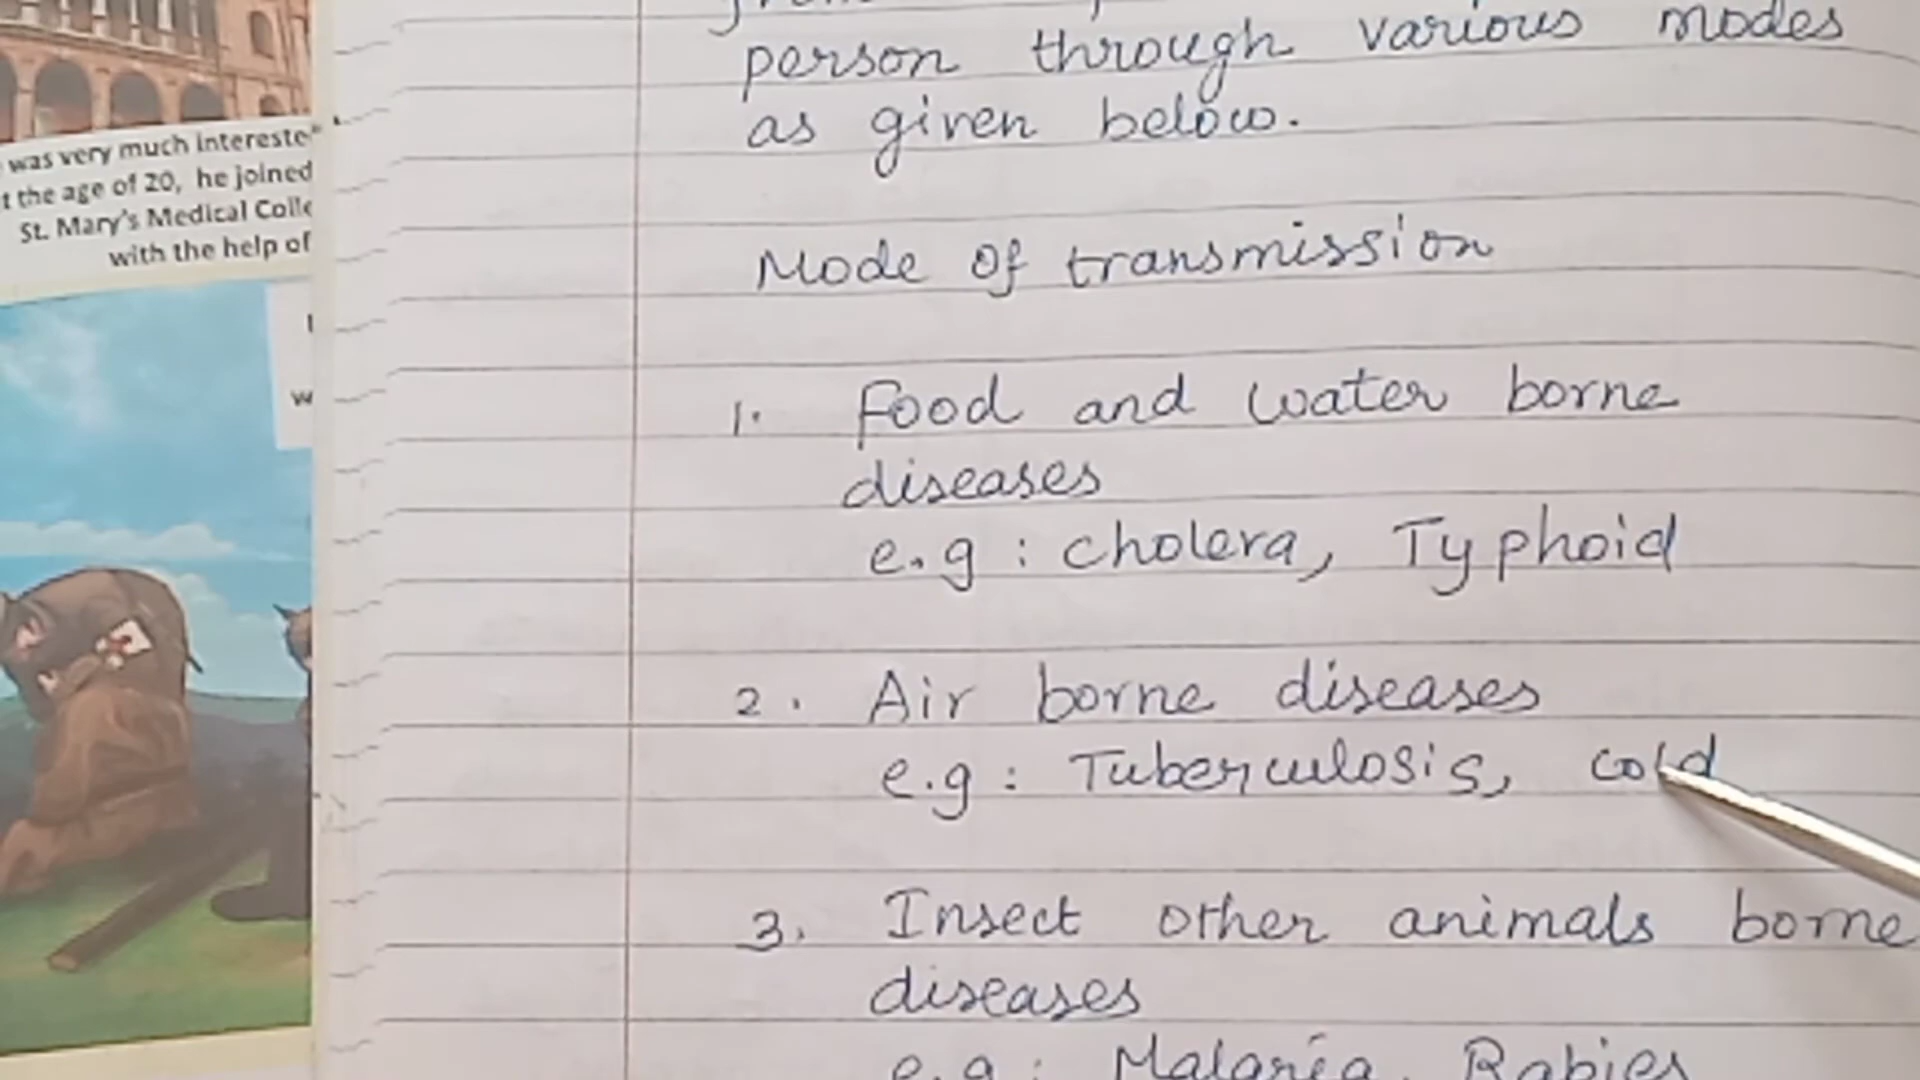 was very much intereste
t the age of 20, he joined
St. Mary's Medical Colle
with the help of
w
person through various modes
as given below.
Mode of transmission
1. Food and water borne
diseases
e.g : cholera, Typhoid
2. Air borne diseases
e.g : Tuberculosis, cold
3. Insect other animals borne
diseases
e.g : Malaria, Rabies